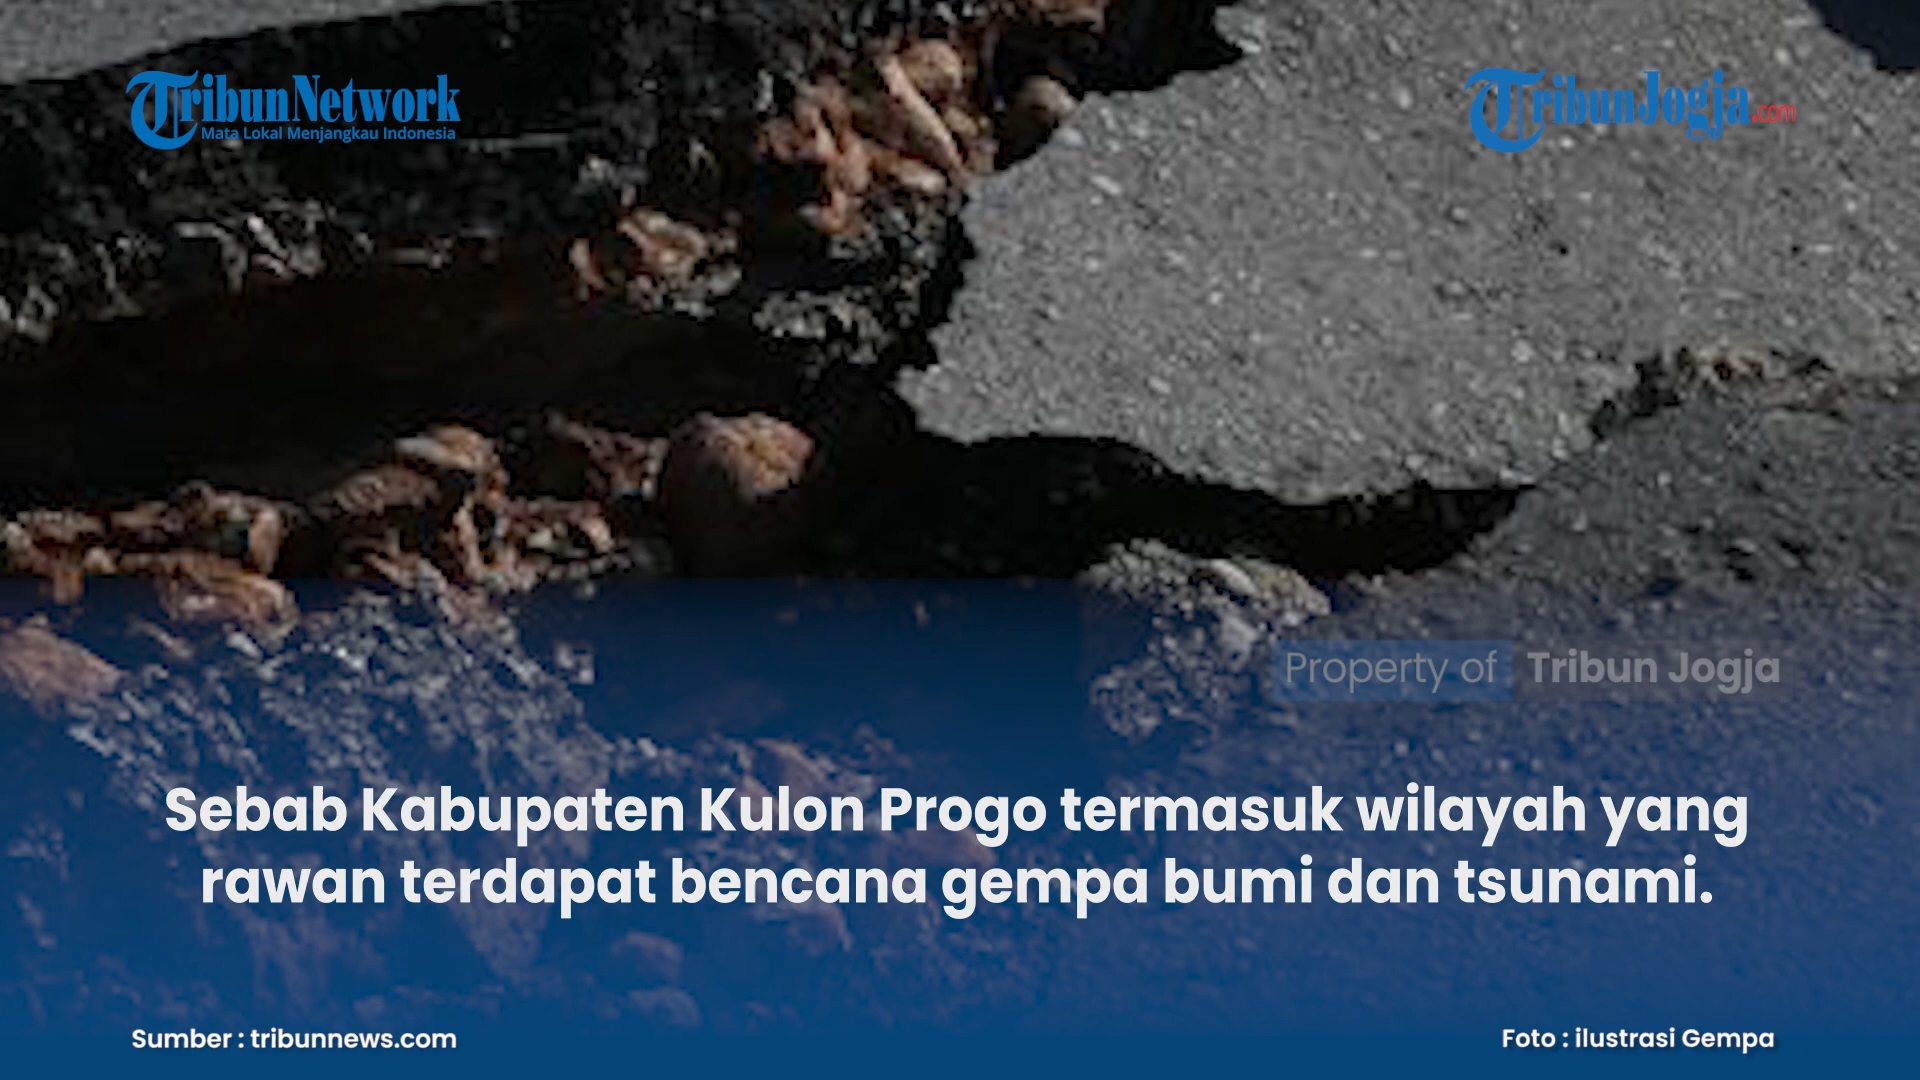 TribunNetwork
Mata Lokal Menjangkau Indonesia
TribunJogja.com
Property of Tribun Jogja
Sebab Kabupaten Kulon Progo termasuk wilayah yang
rawan terdapat bencana gempa bumi dan tsunami.
Sumber : tribunnews.com
Foto : ilustrasi Gempa